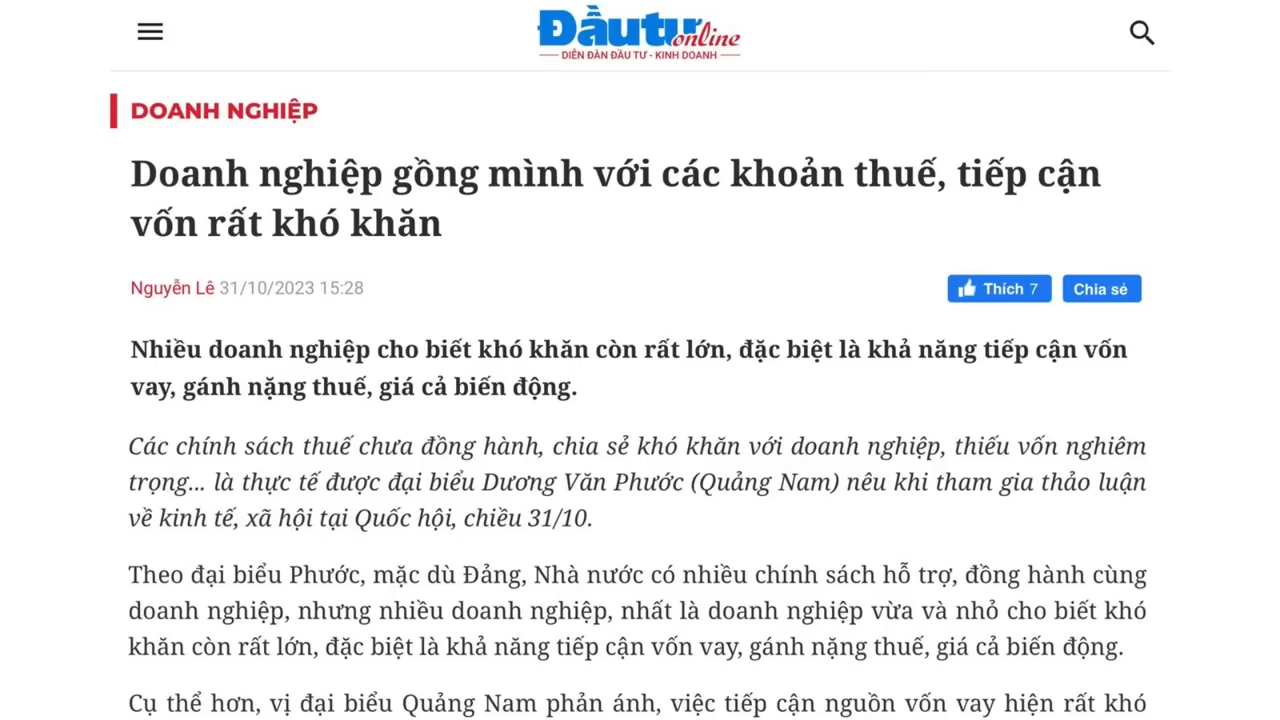 Đầutư online
DIỄN ĐÀN ĐẦU TƯ - KINH DOANH
DOANH NGHIỆP
Doanh nghiệp gồng mình với các khoản thuế, tiếp cận
vốn rất khó khăn
Nguyễn Lê 31/10/2023 15:28
Thích 7 Chia sẻ
Nhiều doanh nghiệp cho biết khó khăn còn rất lớn, đặc biệt là khả năng tiếp cận vốn
vay, gánh nặng thuế, giá cả biến động.
Các chính sách thuế chưa đồng hành, chia sẻ khó khăn với doanh nghiệp, thiếu vốn nghiêm
trọng... là thực tế được đại biểu Dương Văn Phước (Quảng Nam) nêu khi tham gia thảo luận
về kinh tế, xã hội tại Quốc hội, chiều 31/10.
Theo đại biểu Phước, mặc dù Đảng, Nhà nước có nhiều chính sách hỗ trợ, đồng hành cùng
doanh nghiệp, nhưng nhiều doanh nghiệp, nhất là doanh nghiệp vừa và nhỏ cho biết khó
khăn còn rất lớn, đặc biệt là khả năng tiếp cận vốn vay, gánh nặng thuế, giá cả biến động.
Cụ thể hơn, vị đại biểu Quảng Nam phản ánh, việc tiếp cận nguồn vốn vay hiện rất khó